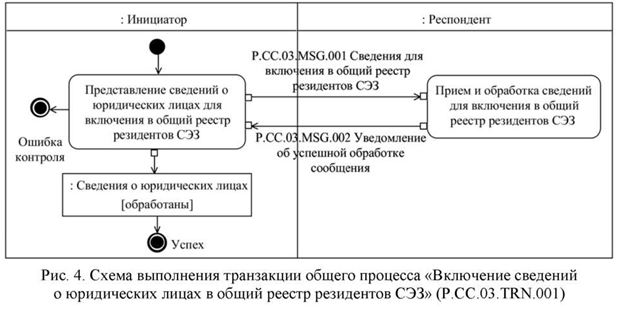 : Инициатор
: Респондент
P.CC.03.MSG.001 Сведения для
включения в общий реестр
резидентов СЭЗ
Представление сведений о
юридических лицах для
включения в общий реестр
резидентов СЭЗ
Прием и обработка сведений
для включения в общий
реестр резидентов СЭЗ
Ошибка
контроля
P.CC.03.MSG.002 Уведомление
об успешной обработке
сообщения
: Сведения о юридических лицах
[обработаны]
Успех
Рис. 4. Схема выполнения транзакции общего процесса «Включение сведений
о юридических лицах в общий реестр резидентов СЭЗ» (P.CC.03.TRN.001)